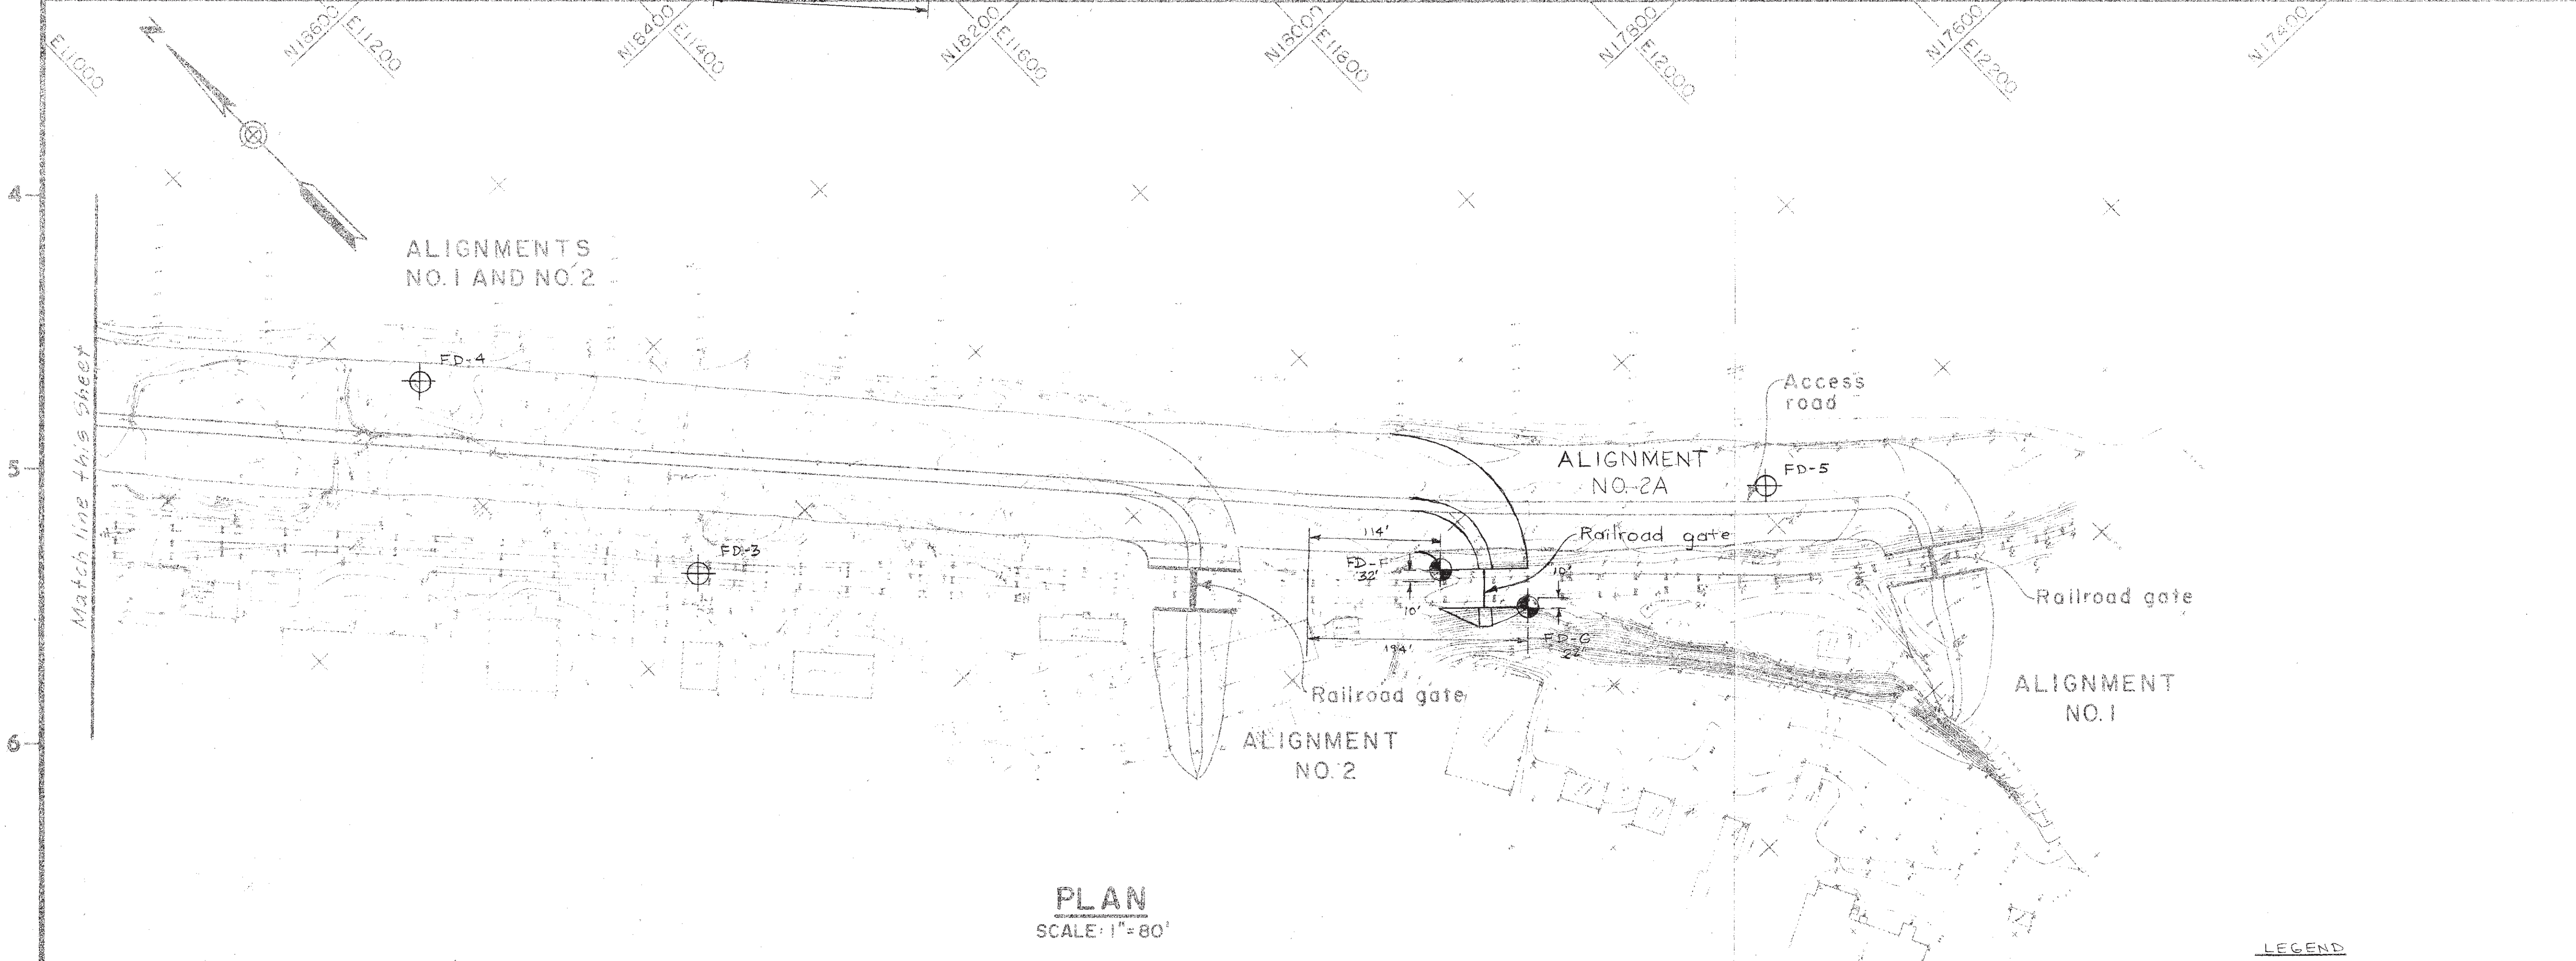 E11000
N18600
E11200
N18400
E11400
N18200
E11600
N18000
E11800
N17800
E12000
N17600
E12200
N17400
N
4
ALIGNMENTS
NO. 1 AND NO. 2
Match line this sheet
FD-4
Access
road
5
ALIGNMENT
NO. 2A
FD-5
114'
Railroad gate
FD-3
FD-F
32'
10'
10'
Railroad gate
FD-G
22'
194'
Railroad gate
ALIGNMENT
NO. 1
6
ALIGNMENT
NO. 2
PLAN
SCALE: 1"=80'
LEGEND